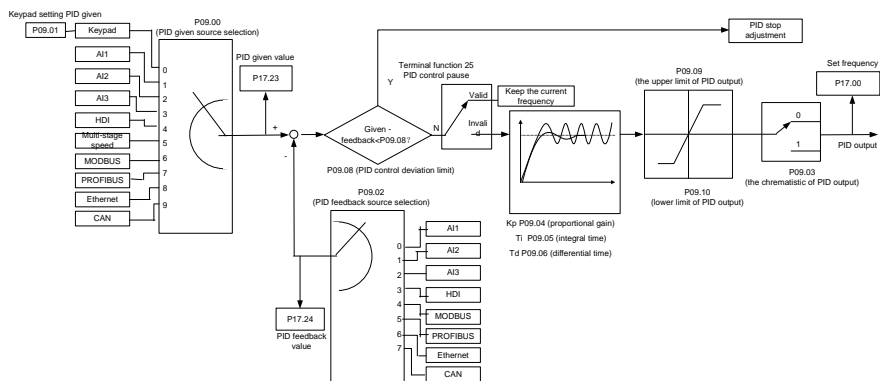 Keypad setting PID given
P09.01
Keypad
AI1
AI2
AI3
HDI
Multi-stage
speed
MODBUS
PROFIBUS
Ethernet
CAN
P09.00
(PID given source selection)
0
1
2
3
4
5
6
7
8
9
PID given value
P17.23
+
-
Given -
feedback<P09.08?
P09.08 (PID control deviation limit)
Y
N
PID stop
adjustment
Terminal function 25
PID control pause
Valid
Invali
d
Keep the current
frequency
Kp P09.04 (proportional gain)
Ti P09.05 (integral time)
Td P09.06 (differential time)
P09.09
(the upper limit of PID output)
P09.10
(lower limit of PID output)
0
1
P09.03
(the chrematistic of PID output)
Set frequency
P17.00
PID output
P09.02
(PID feedback source selection)
0
1
2
3
4
5
6
7
AI1
AI2
AI3
HDI
MODBUS
PROFIBUS
Ethernet
CAN
P17.24
PID feedback
value